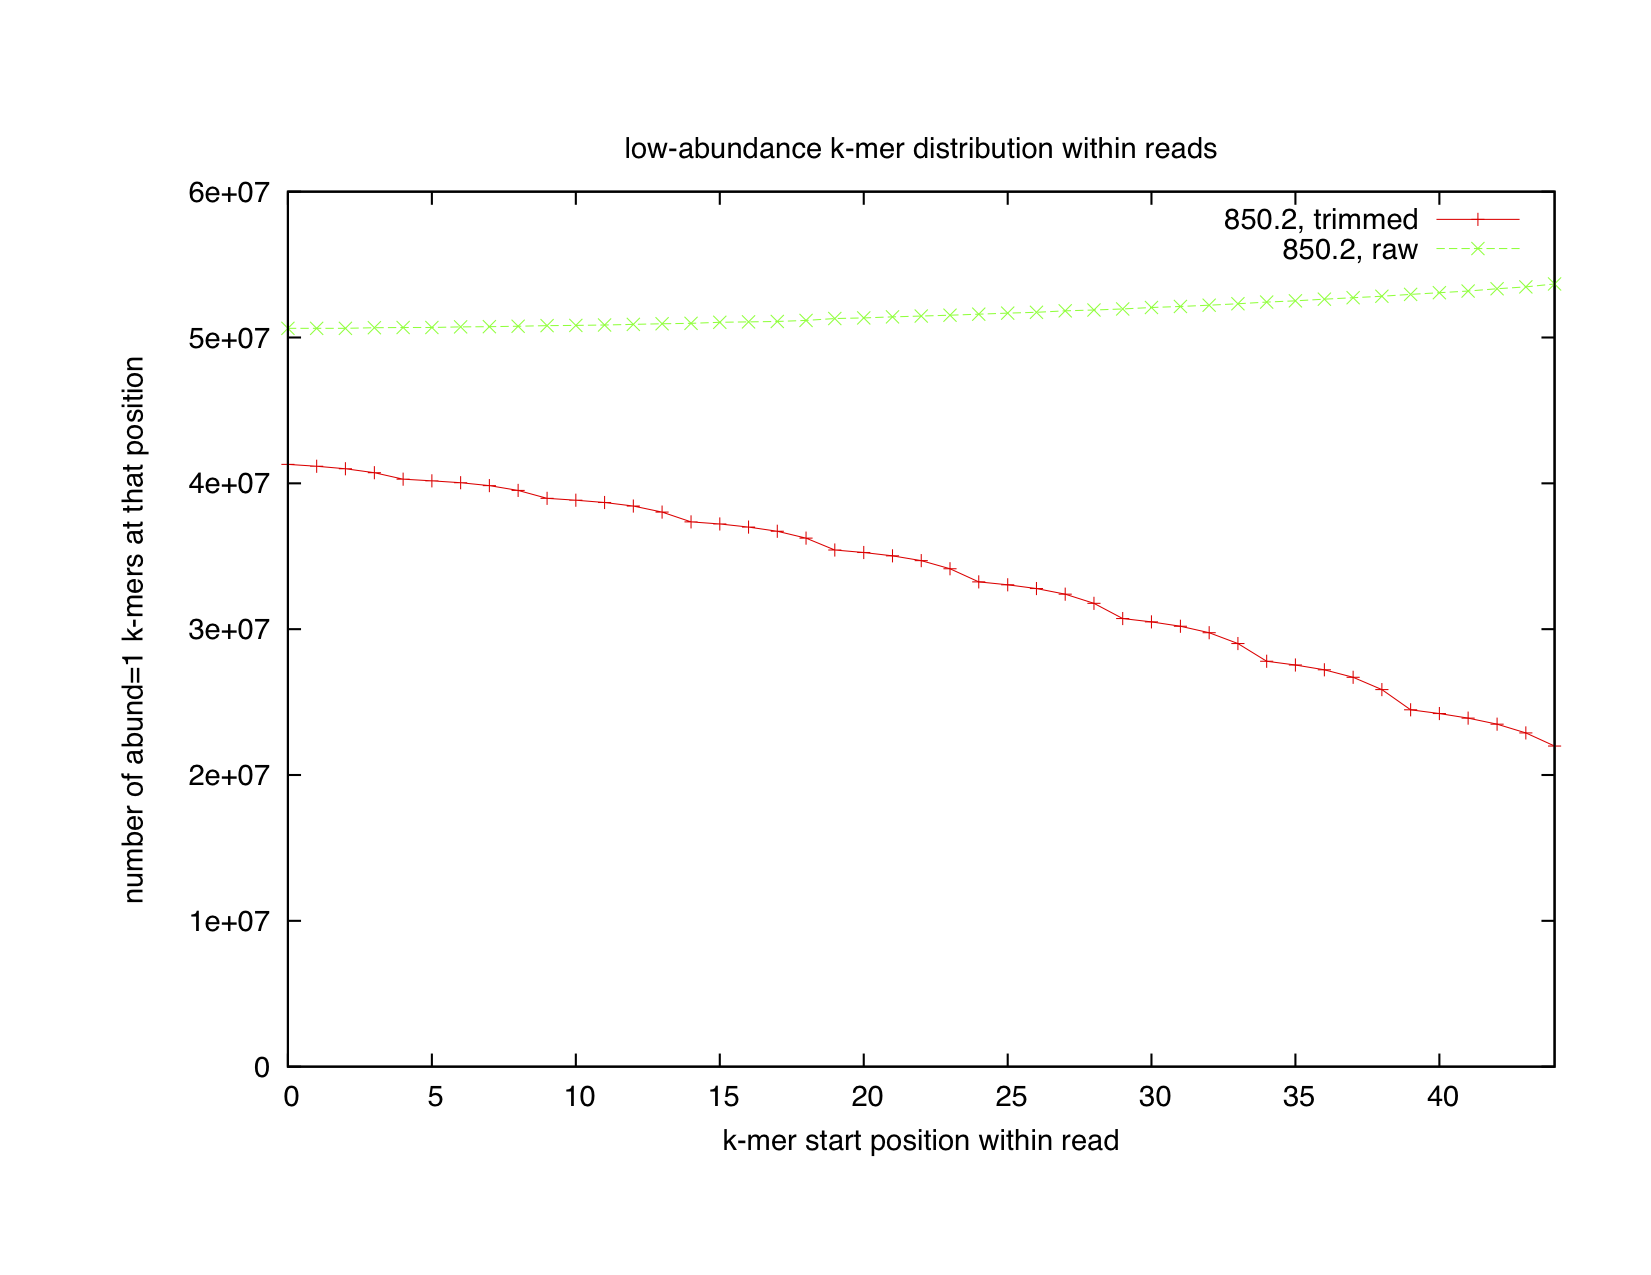 low-abundance k-mer distribution within reads
6e+07
5e+07
4e+07
3e+07
2e+07
1e+07
0
850.2, trimmed
850.2, raw
number of abund=1 k-mers at that position
0 5 10 15 20 25 30 35 40
k-mer start position within read